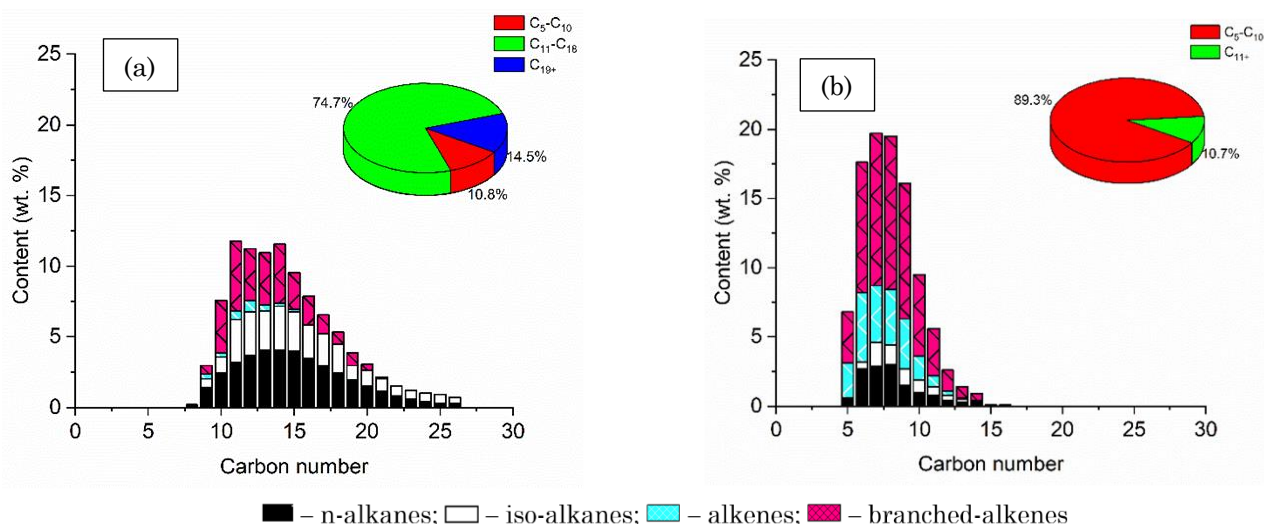 (a)
C5-C10
C11-C18
C19+
74.7%
14.5%
10.8%
25
20
15
10
5
0
Content (wt. %)
0 5 10 15 20 25 30
Carbon number
(b)
C5-C10
C11+
89.3%
10.7%
25
20
15
10
5
0
Content (wt. %)
0 5 10 15 20 25 30
Carbon number
– n-alkanes; – iso-alkanes; – alkenes; – branched-alkenes